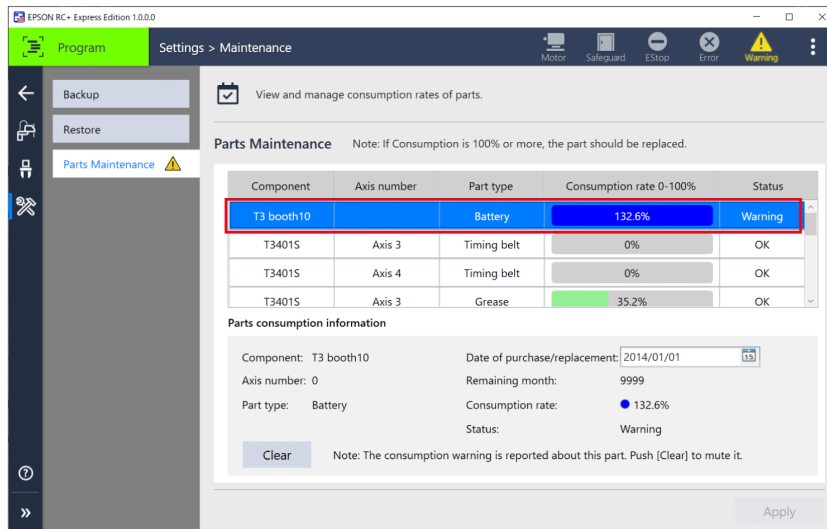 EPSON RC+ Express Edition 1.0.0.0
Program
Settings > Maintenance
Motor
Safeguard
EStop
Error
Warning
Backup
Restore
Parts Maintenance
View and manage consumption rates of parts.
Parts Maintenance Note: If Consumption is 100% or more, the part should be replaced.
Component Axis number Part type Consumption rate 0-100% Status
T3 booth10 Battery 132.6% Warning
T3401S Axis 3 Timing belt 0% OK
T3401S Axis 4 Timing belt 0% OK
T3401S Axis 3 Grease 35.2% OK
Parts consumption information
Component: T3 booth10 Date of purchase/replacement: 2014/01/01 15
Axis number: 0 Remaining month: 9999
Part type: Battery Consumption rate: 132.6%
Status: Warning
Clear Note: The consumption warning is reported about this part. Push [Clear] to mute it.
Apply